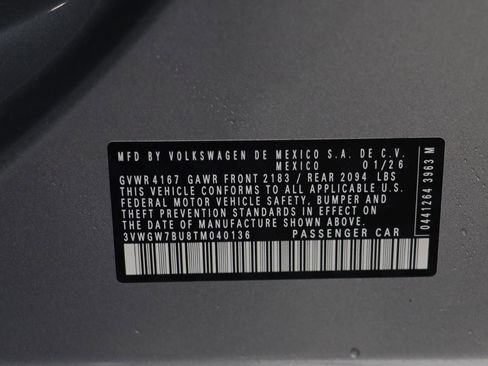 MFD BY VOLKSWAGEN DE MEXICO S.A. DE C.V.
MEXICO 01/26
GVWR 4167 GAWR FRONT 2183 / REAR 2094 LBS
THIS VEHICLE CONFORMS TO ALL APPLICABLE U.S.
FEDERAL MOTOR VEHICLE SAFETY, BUMPER AND
THEFT PREVENTION STANDARDS IN EFFECT ON
THE DATE OF MANUFACTURE SHOWN ABOVE.
3VWGW7BU8TM040136 PASSENGER CAR
0441264 3963 M